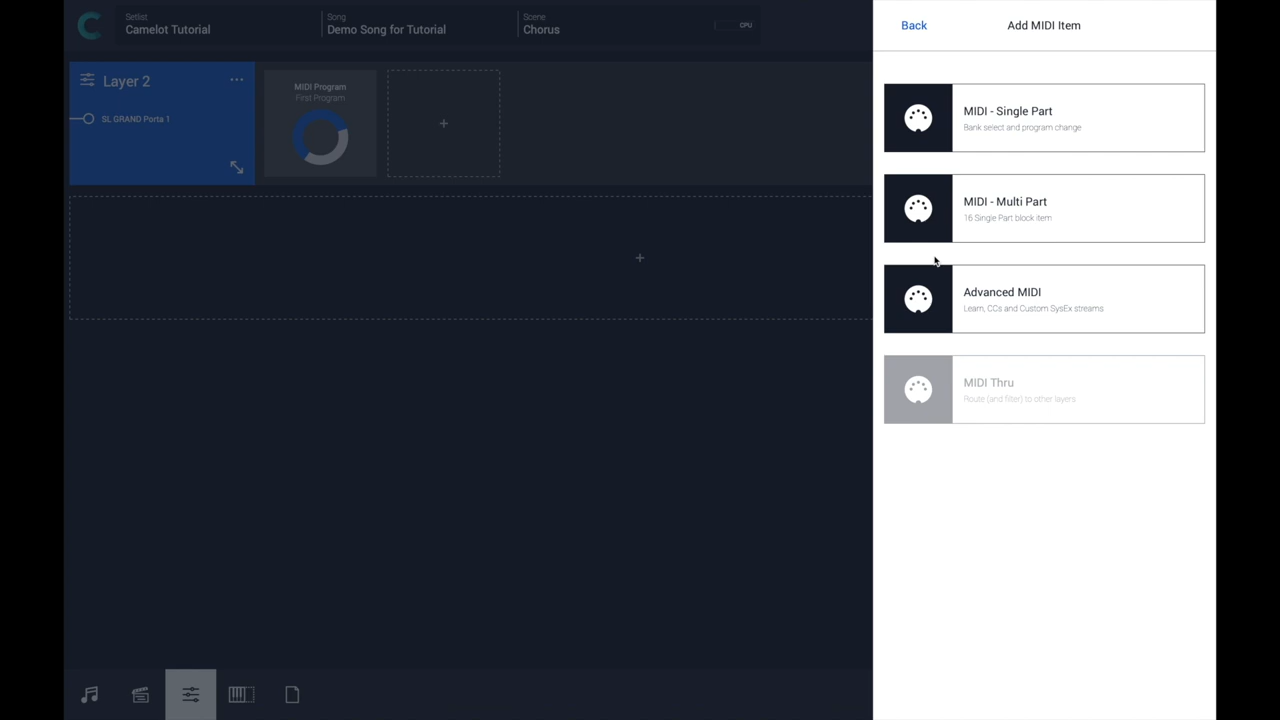 Setlist
Camelot Tutorial
Song
Demo Song for Tutorial
Scene
Chorus
CPU
Back
Add MIDI Item
Layer 2
SL GRAND Porta 1
MIDI Program
First Program
MIDI - Single Part
Bank select and program change
MIDI - Multi Part
16 Single Part block item
Advanced MIDI
Learn, CCs and Custom SysEx streams
MIDI Thru
Route (and filter) to other layers